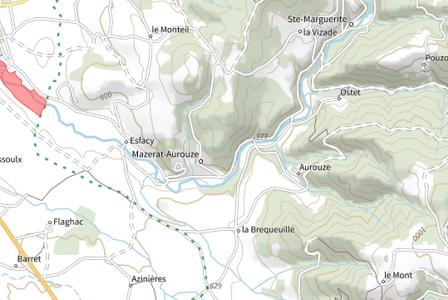 Ste-Marguerite
le Monteil
la Vizade
Pouzo
600
Ostet
577
Esfacy
Mazerat-Aurouze
ssoulx
Aurouze
Flaghac
la Brequeuille
1000
Barret
le Mont
Azinières
629